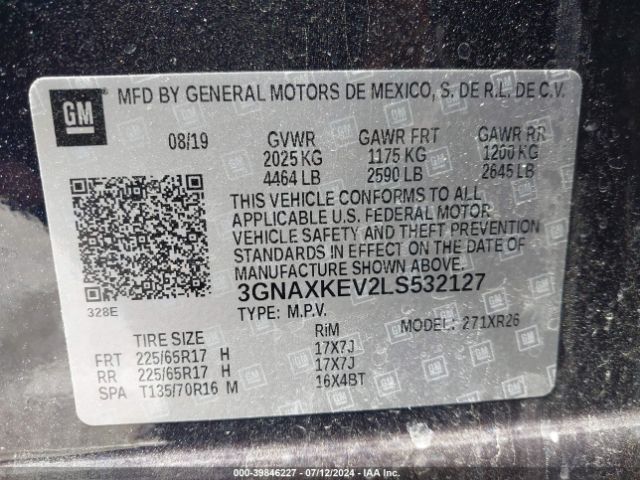 GM
MFD BY GENERAL MOTORS DE MEXICO, S. DE R.L. DE C.V.
08/19 GVWR GAWR FRT GAWR RR
2025 KG 1175 KG 1200 KG
4464 LB 2590 LB 2645 LB
THIS VEHICLE CONFORMS TO ALL
APPLICABLE U.S. FEDERAL MOTOR
VEHICLE SAFETY AND THEFT PREVENTION
STANDARDS IN EFFECT ON THE DATE OF
MANUFACTURE SHOWN ABOVE.
3GNAXKEV2LS532127
328E
TYPE: M.P.V. MODEL: 271XR26
TIRE SIZE RIM
FRT 225/65R17 H 17X7J
RR 225/65R17 H 17X7J
SPA T135/70R16 M 16X4BT
000-39846227 - 07/12/2024 - IAA Inc.